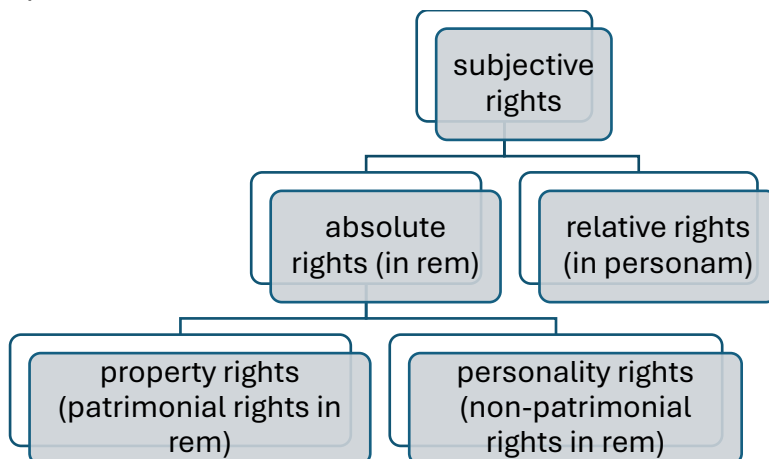 subjective
rights
absolute
rights (in rem)
relative rights
(in personam)
property rights
(patrimonial rights in
rem)
personality rights
(non-patrimonial
rights in rem)